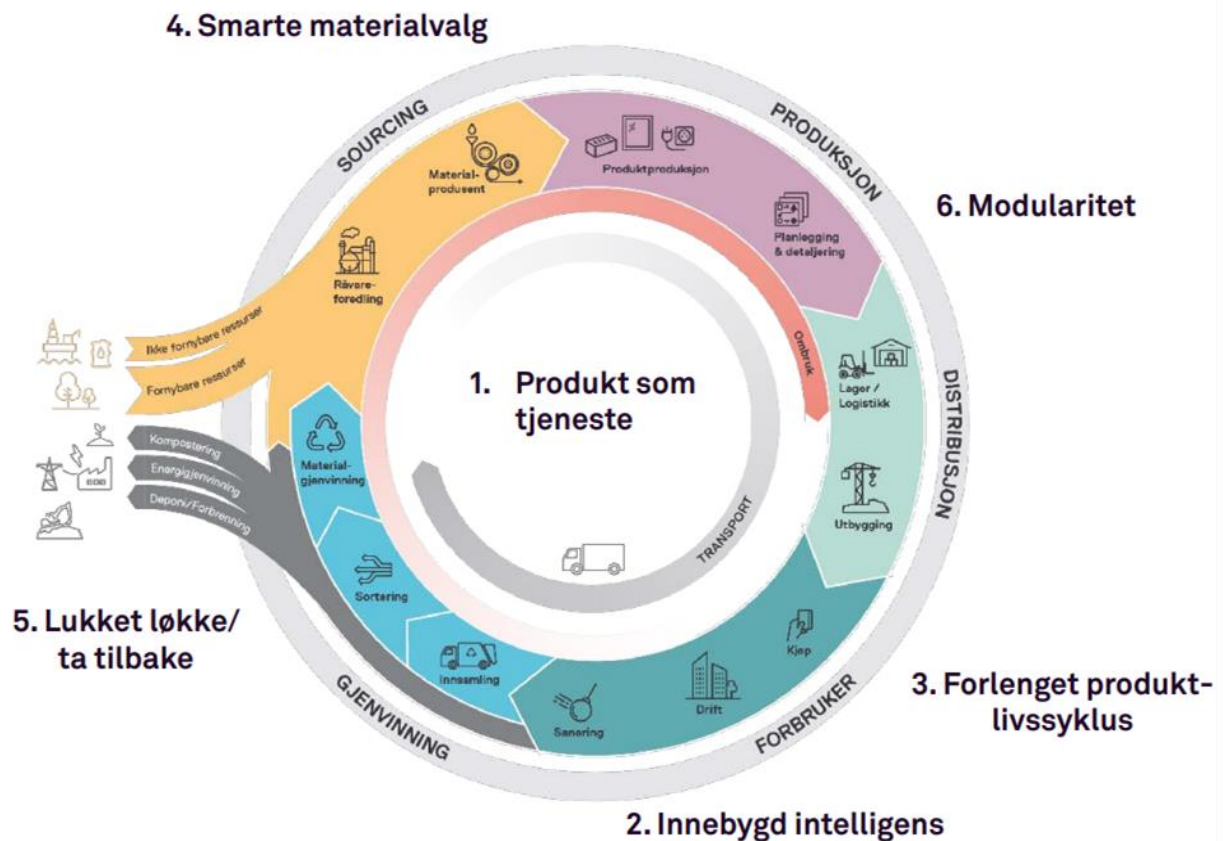 4. Smarte materialvalg
SOURCING
PRODUKSJON
Material-
produsent
Produktproduksjon
6. Modularitet
Planlegging
& detaljering
Råvare-
foredling
Ikke fornybare ressurser
Fornybare ressurser
Ombruk
Lager /
Logistikk
DISTRIBUSJON
1. Produkt som
tjeneste
Kompostering
Energigjenvinning
Deponi/Forbrenning
Material-
gjenvinning
Utbygging
TRANSPORT
Sortering
5. Lukket løkke/
ta tilbake
Innsamling
Kjøp
Drift
Sanering
3. Forlenget produkt-
livssyklus
GJENVINNING
FORBRUKER
2. Innebygd intelligens